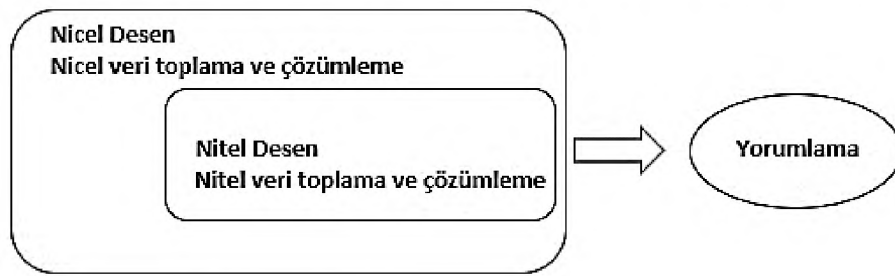 Nicel Desen
Nicel veri toplama ve çözümleme
Nitel Desen
Nitel veri toplama ve çözümleme
Yorumlama